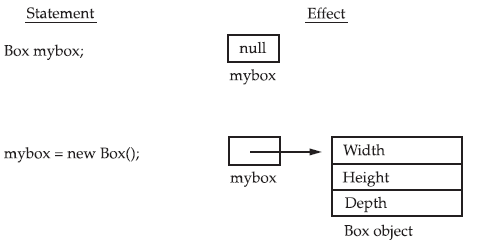 Statement
Effect
Box mybox;
null
mybox
mybox = new Box();
mybox
Width
Height
Depth
Box object